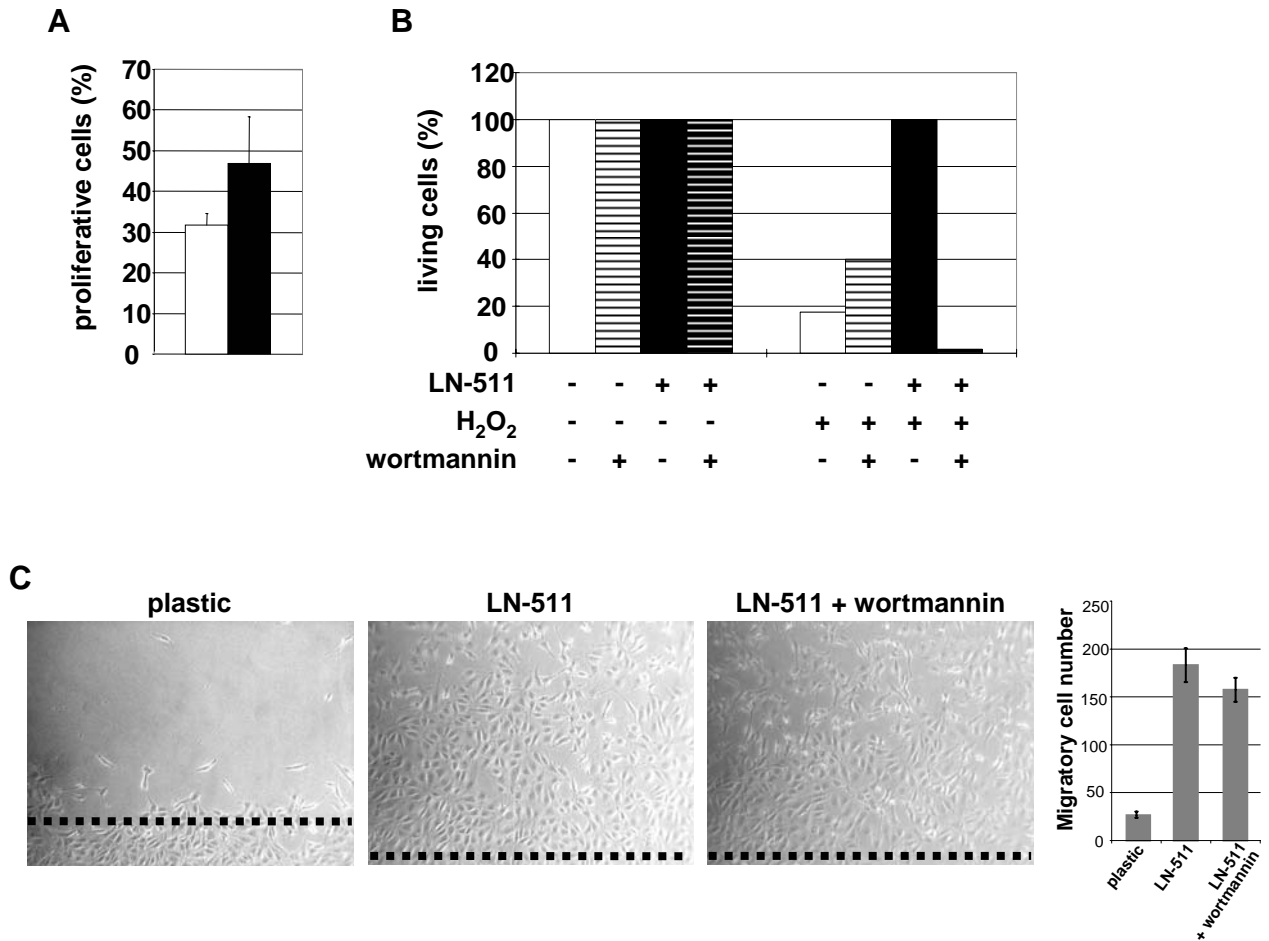 A
proliferative cells (%)
70
60
50
40
30
20
10
0
B
living cells (%)
120
100
80
60
40
20
0
LN-511 - - + + - - + +
H₂O₂ - - - - + + + +
wortmannin - + - + - + - +
C
plastic
LN-511
LN-511 + wortmannin
Migratory cell number
250
200
150
100
50
0
plastic
LN-511
LN-511
+ wortmannin